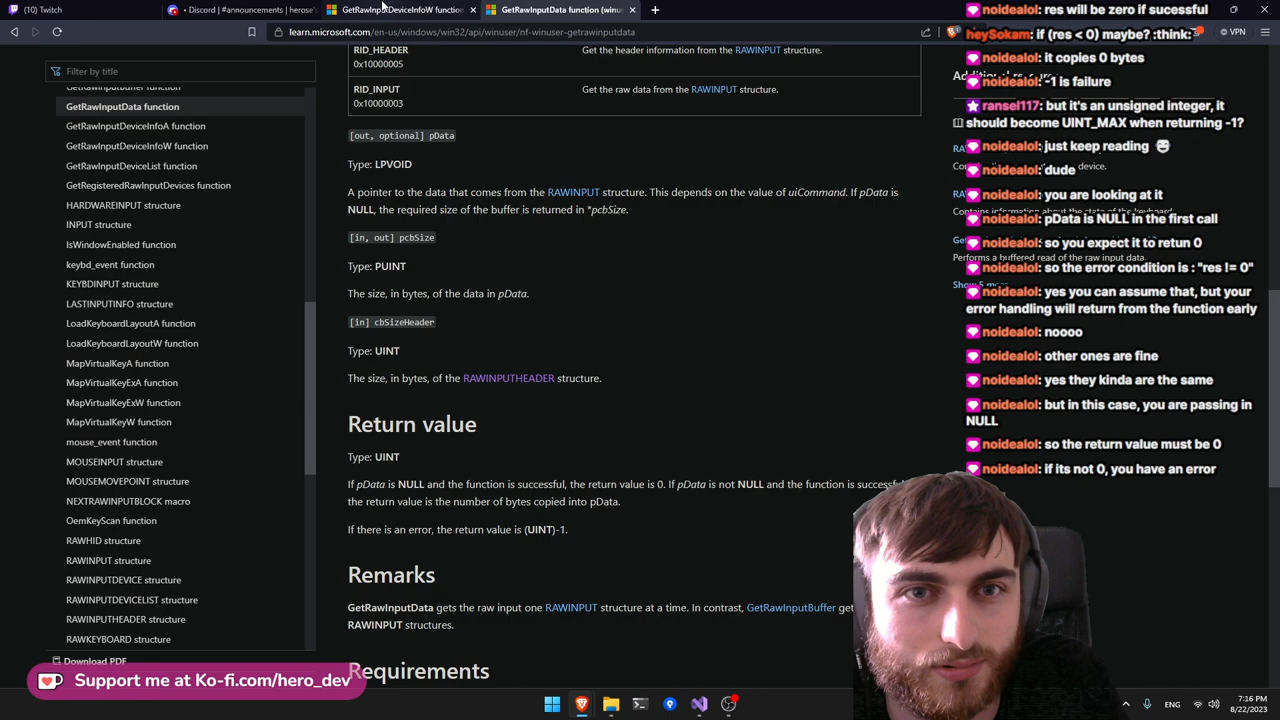 (10) Twitch
Discord | #announcements | herose'
GetRawInputDeviceInfoW function
GetRawInputData function (winus
learn.microsoft.com/en-us/windows/win32/api/winuser/nf-winuser-getrawinputdata
VPN
Filter by title
GetRawInputBuffer function
GetRawInputData function
GetRawInputDeviceInfoA function
GetRawInputDeviceInfoW function
GetRawInputDeviceList function
GetRegisteredRawInputDevices function
HARDWAREINPUT structure
INPUT structure
IsWindowEnabled function
keybd_event function
KEYBDINPUT structure
LASTINPUTINFO structure
LoadKeyboardLayoutA function
LoadKeyboardLayoutW function
MapVirtualKeyA function
MapVirtualKeyExA function
MapVirtualKeyExW function
MapVirtualKeyW function
mouse_event function
MOUSEINPUT structure
MOUSEMOVEPOINT structure
NEXTRAWINPUTBLOCK macro
OemKeyScan function
RAWHID structure
RAWINPUT structure
RAWINPUTDEVICE structure
RAWINPUTDEVICELIST structure
RAWINPUTHEADER structure
RAWKEYBOARD structure
Download PDF
RID_HEADER
0x10000005
Get the header information from the RAWINPUT structure.
RID_INPUT
0x10000003
Get the raw data from the RAWINPUT structure.
[out, optional] pData
Type: LPVOID
A pointer to the data that comes from the RAWINPUT structure. This depends on the value of uiCommand. If pData is
NULL, the required size of the buffer is returned in *pcbSize.
[in, out] pcbSize
Type: PUINT
The size, in bytes, of the data in pData.
[in] cbSizeHeader
Type: UINT
The size, in bytes, of the RAWINPUTHEADER structure.
Return value
Type: UINT
If pData is NULL and the function is successful, the return value is 0. If pData is not NULL and the function is successful,
the return value is the number of bytes copied into pData.
If there is an error, the return value is (UINT)-1.
Remarks
GetRawInputData gets the raw input one RAWINPUT structure at a time. In contrast, GetRawInputBuffer get
RAWINPUT structures.
Requirements
Performs a buffered read of the raw input data.
noidealol: res will be zero if sucessful
heySokam: if (res < 0) maybe? :think:
noidealol: it copies 0 bytes
noidealol: -1 is failure
ransel117: but it's an unsigned integer, it
should become UINT_MAX when returning -1?
noidealol: just keep reading
noidealol: dude
noidealol: you are looking at it
noidealol: pData is NULL in the first call
noidealol: so you expect it to retun 0
noidealol: so the error condition is : "res != 0"
noidealol: yes you can assume that, but your
error handling will return from the function early
noidealol: noooo
noidealol: other ones are fine
noidealol: yes they kinda are the same
noidealol: but in this case, you are passing in
NULL
noidealol: so the return value must be 0
noidealol: if its not 0, you have an error
Support me at Ko-fi.com/hero_dev
ENG
7:16 PM
8/22/2023